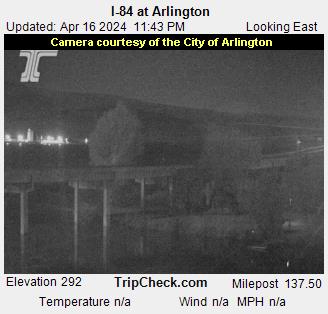 I-84 at Arlington
Updated: Apr 16 2024 11:43 PM Looking East
Camera courtesy of the City of Arlington
Elevation 292 TripCheck.com Milepost 137.50
Temperature n/a Wind n/a MPH n/a